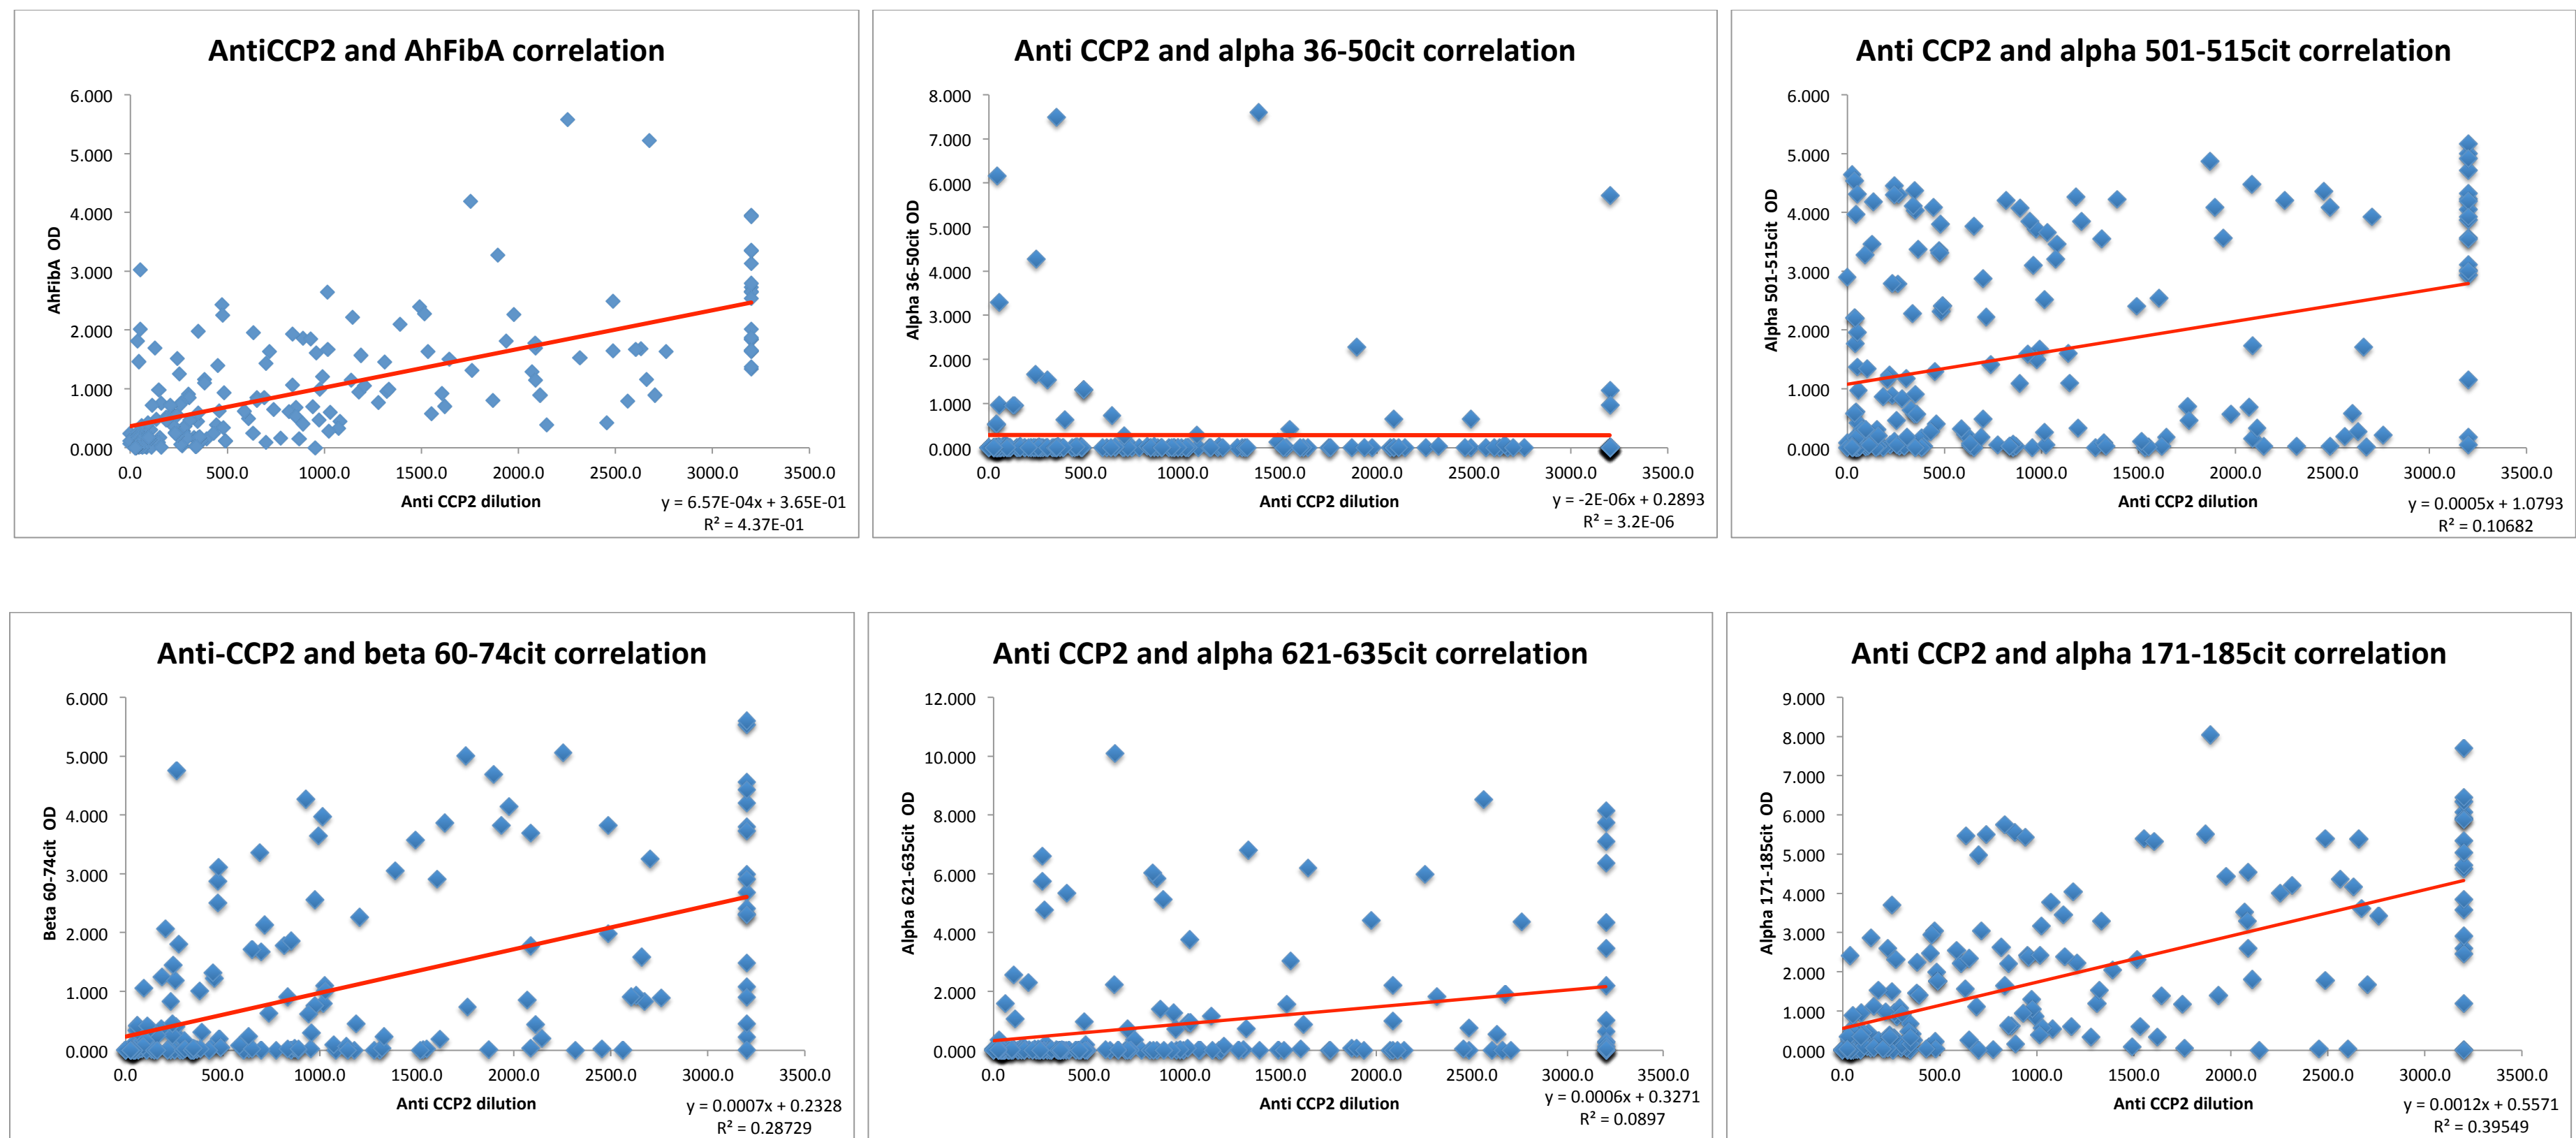 AntiCCP2 and AhFibA correlation
6.000
5.000
4.000
3.000
2.000
1.000
0.000
AhFibA OD
0.0 500.0 1000.0 1500.0 2000.0 2500.0 3000.0 3500.0
Anti CCP2 dilution
y = 6.57E-04x + 3.65E-01
R² = 4.37E-01
Anti CCP2 and alpha 36-50cit correlation
8.000
7.000
6.000
5.000
4.000
3.000
2.000
1.000
0.000
Alpha 36-50cit OD
0.0 500.0 1000.0 1500.0 2000.0 2500.0 3000.0 3500.0
Anti CCP2 dilution
y = -2E-06x + 0.2893
R² = 3.2E-06
Anti CCP2 and alpha 501-515cit correlation
6.000
5.000
4.000
3.000
2.000
1.000
0.000
Alpha 501-515cit OD
0.0 500.0 1000.0 1500.0 2000.0 2500.0 3000.0 3500.0
Anti CCP2 dilution
y = 0.0005x + 1.0793
R² = 0.10682
Anti-CCP2 and beta 60-74cit correlation
6.000
5.000
4.000
3.000
2.000
1.000
0.000
Beta 60-74cit OD
0.0 500.0 1000.0 1500.0 2000.0 2500.0 3000.0 3500.0
Anti CCP2 dilution
y = 0.0007x + 0.2328
R² = 0.28729
Anti CCP2 and alpha 621-635cit correlation
12.000
10.000
8.000
6.000
4.000
2.000
0.000
Alpha 621-635cit OD
0.0 500.0 1000.0 1500.0 2000.0 2500.0 3000.0 3500.0
Anti CCP2 dilution
y = 0.0006x + 0.3271
R² = 0.0897
Anti CCP2 and alpha 171-185cit correlation
9.000
8.000
7.000
6.000
5.000
4.000
3.000
2.000
1.000
0.000
Alpha 171-185cit OD
0.0 500.0 1000.0 1500.0 2000.0 2500.0 3000.0 3500.0
Anti CCP2 dilution
y = 0.0012x + 0.5571
R² = 0.39549